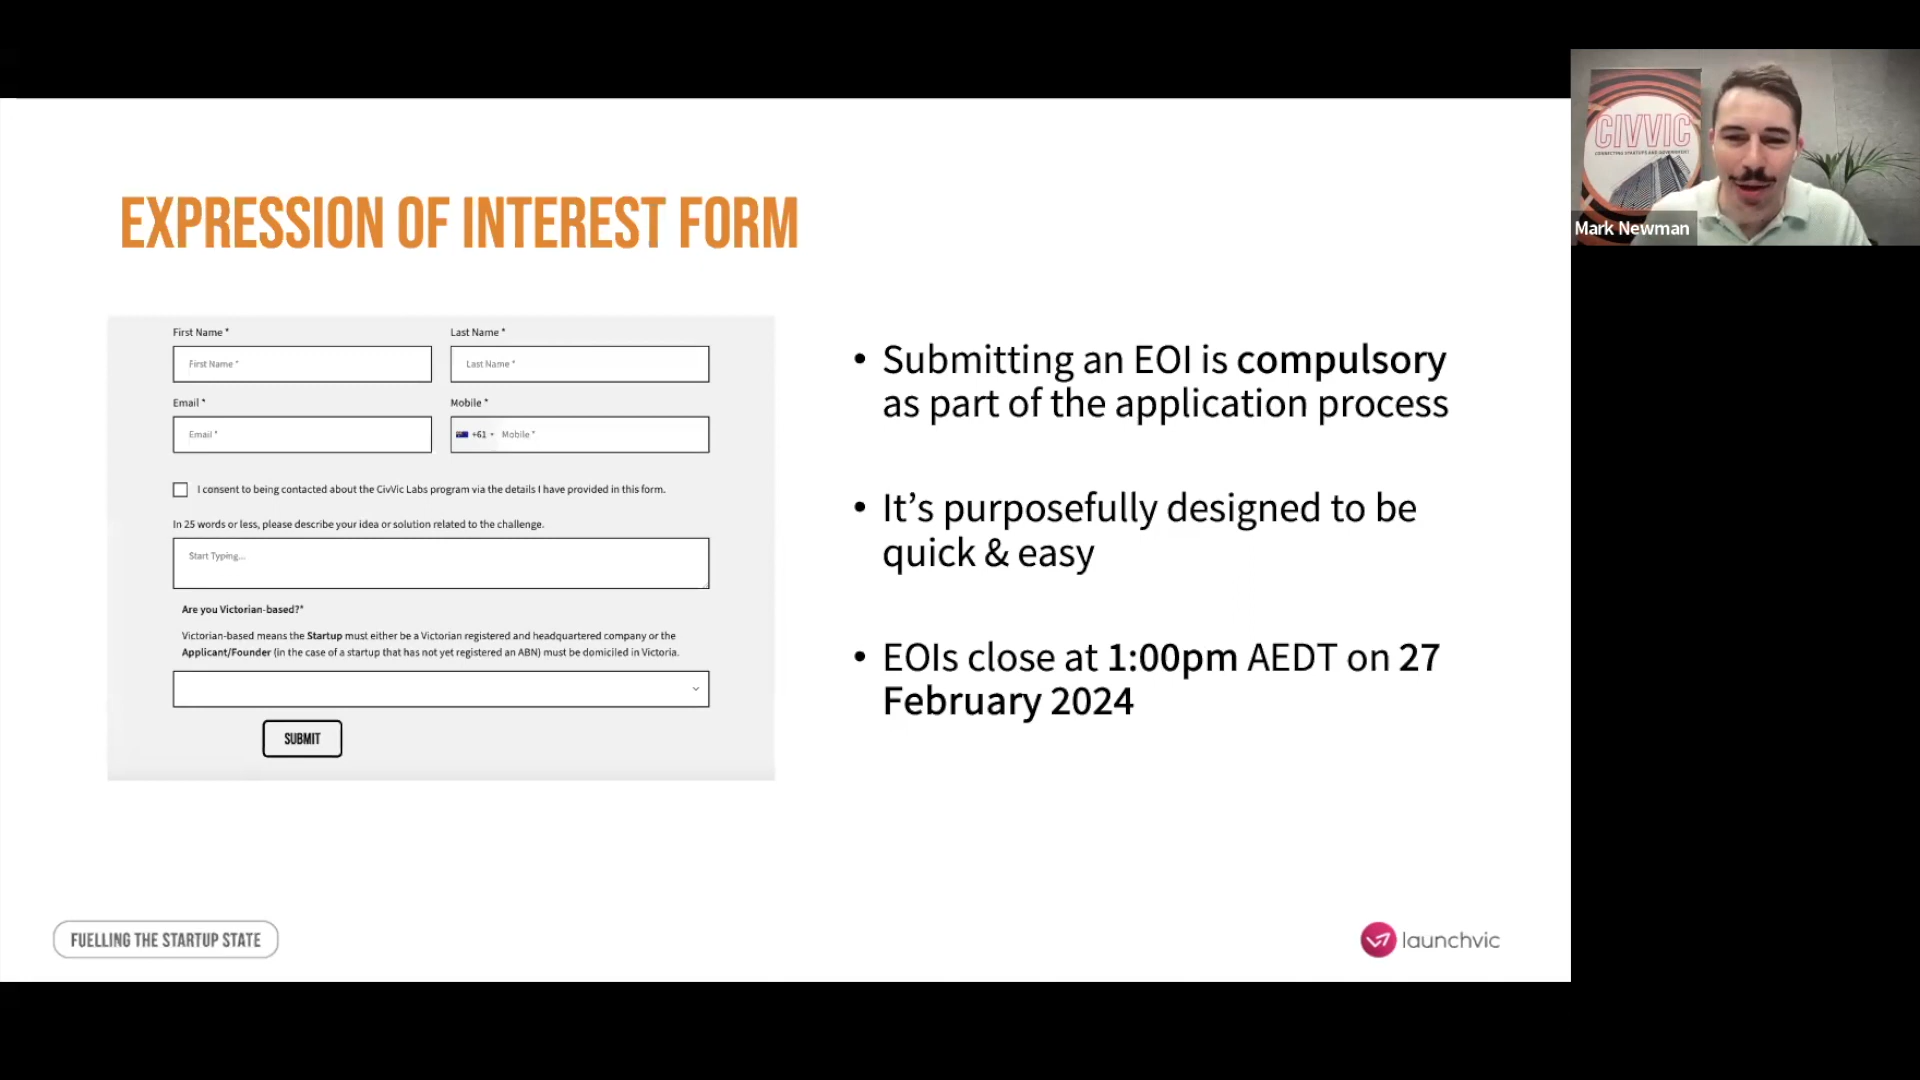 EXPRESSION OF INTEREST FORM
First Name *
Last Name *
First Name *
Last Name *
Email *
Mobile *
Email *
+61
Mobile *
I consent to being contacted about the CivVic Labs program via the details I have provided in this form.
In 25 words or less, please describe your idea or solution related to the challenge.
Start Typing...
Are you Victorian-based?*
Victorian-based means the Startup must either be a Victorian registered and headquartered company or the
Applicant/Founder (in the case of a startup that has not yet registered an ABN) must be domiciled in Victoria.
SUBMIT
• Submitting an EOI is compulsory
as part of the application process
• It’s purposefully designed to be
quick & easy
• EOIs close at 1:00pm AEDT on 27
February 2024
FUELLING THE STARTUP STATE
launchvic
CIVVIC
CONNECTING STARTUPS AND GOVERNMENT
Mark Newman